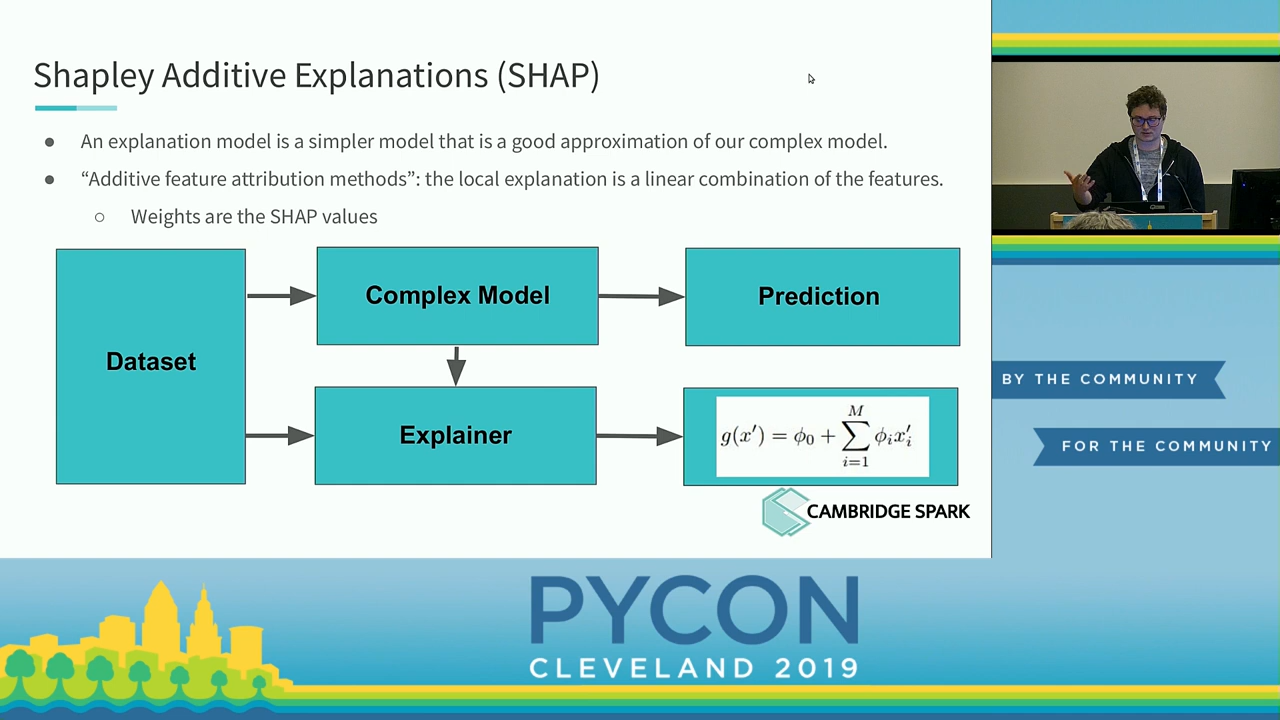 Shapley Additive Explanations (SHAP)
● An explanation model is a simpler model that is a good approximation of our complex model.
● “Additive feature attribution methods”: the local explanation is a linear combination of the features.
○ Weights are the SHAP values
Dataset
Complex Model
Prediction
Explainer
g(x′) = ϕ₀ + ∑_{i=1}^{M} ϕᵢx′ᵢ
CAMBRIDGE SPARK
BY THE COMMUNITY
FOR THE COMMUNITY
PYCON
CLEVELAND 2019